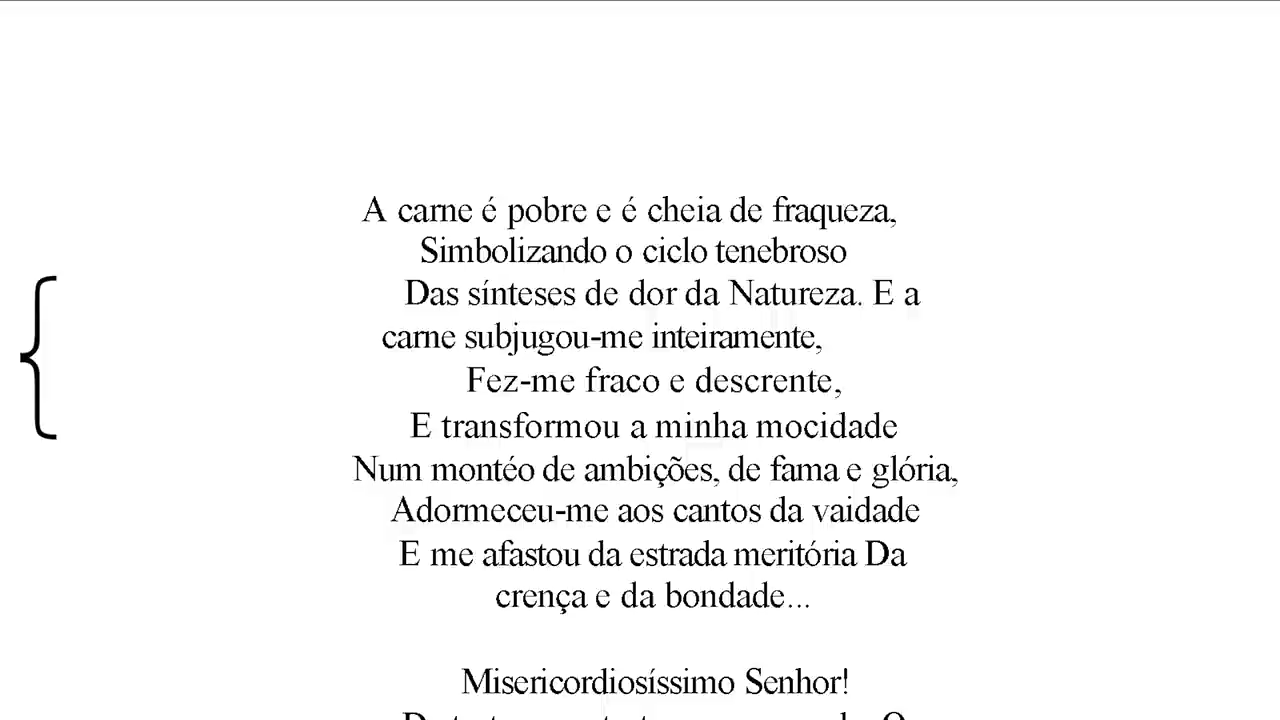 A carne é pobre e é cheia de fraqueza,
Simbolizando o ciclo tenebroso
Das sínteses de dor da Natureza. E a
carne subjugou-me inteiramente,
Fez-me fraco e descrente,
E transformou a minha mocidade
Num montéo de ambições, de fama e glória,
Adormeceu-me aos cantos da vaidade
E me afastou da estrada meritória Da
crença e da bondade...
Misericordiosíssimo Senhor!